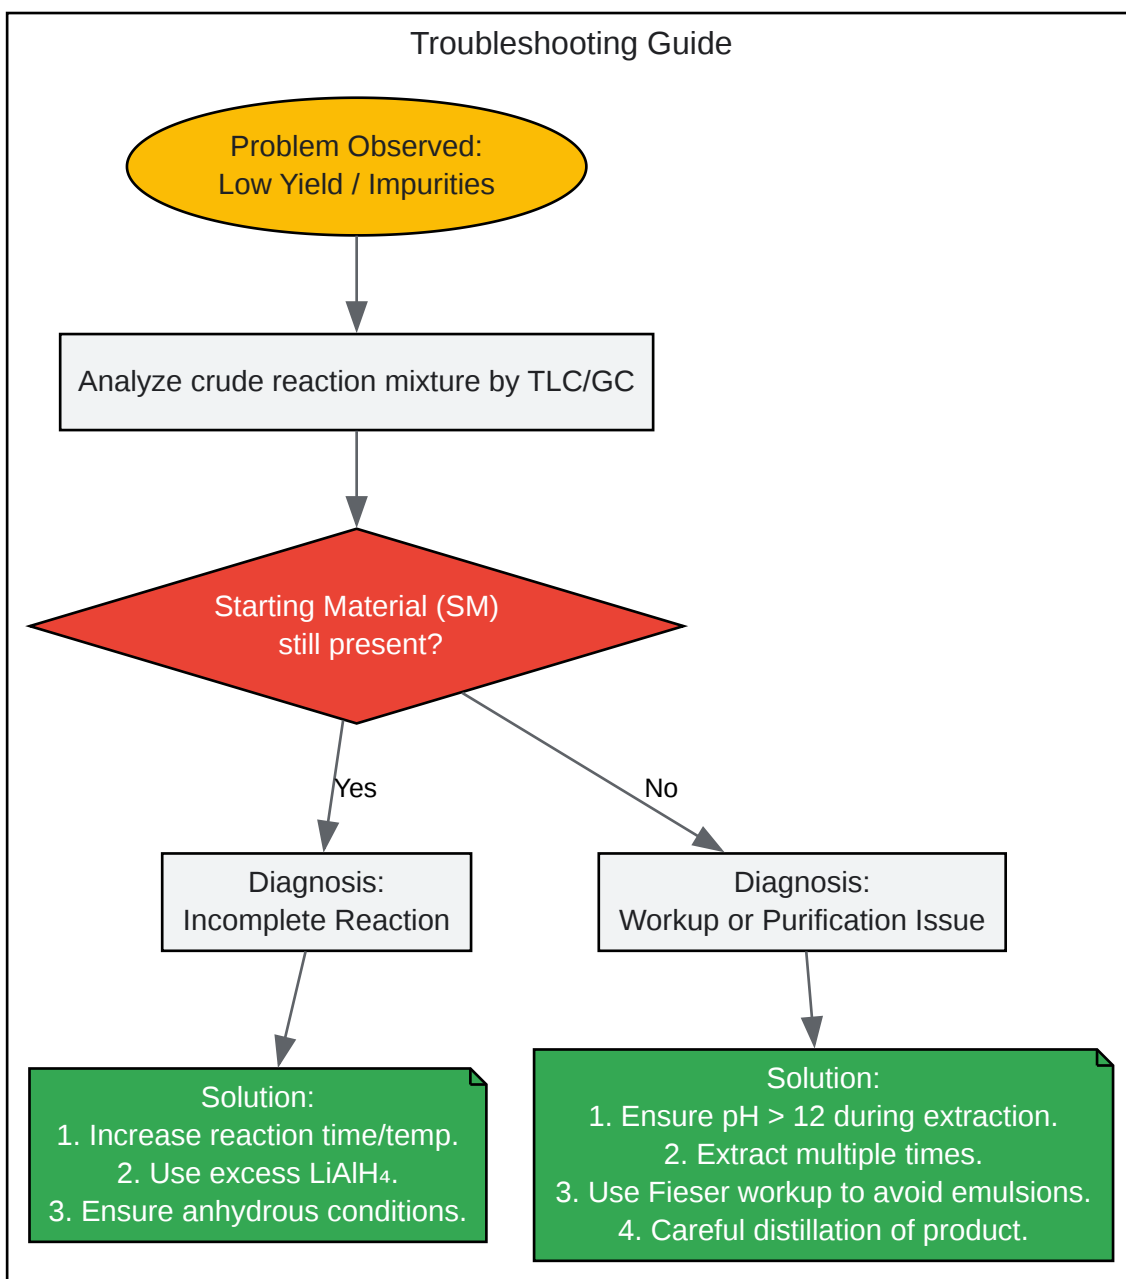 Troubleshooting Guide
Problem Observed:
Low Yield / Impurities
Analyze crude reaction mixture by TLC/GC
Starting Material (SM)
still present?
Yes
No
Diagnosis:
Incomplete Reaction
Diagnosis:
Workup or Purification Issue
Solution:
1. Increase reaction time/temp.
2. Use excess LiAlH₄.
3. Ensure anhydrous conditions.
Solution:
1. Ensure pH > 12 during extraction.
2. Extract multiple times.
3. Use Fieser workup to avoid emulsions.
4. Careful distillation of product.